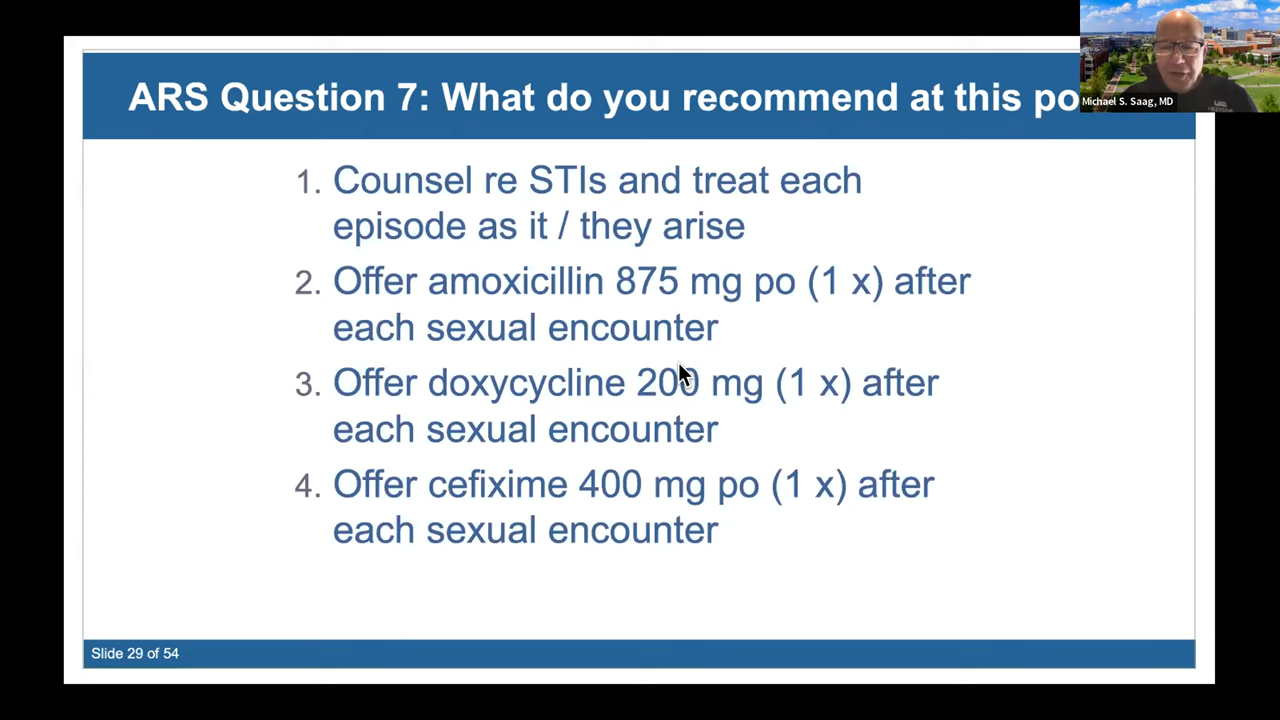 ARS Question 7: What do you recommend at this po
Michael S. Saag, MD
1. Counsel re STIs and treat each
episode as it / they arise
2. Offer amoxicillin 875 mg po (1 x) after
each sexual encounter
3. Offer doxycycline 200 mg (1 x) after
each sexual encounter
4. Offer cefixime 400 mg po (1 x) after
each sexual encounter
Slide 29 of 54